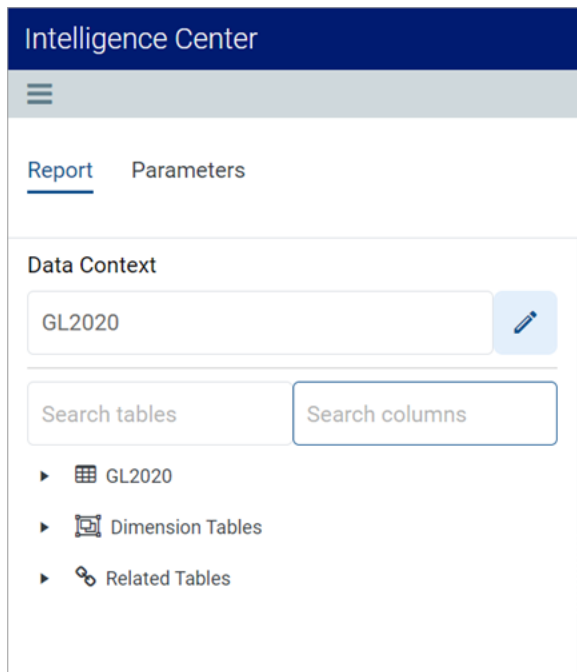 Intelligence Center
Report Parameters
Data Context
GL2020
Search tables Search columns
GL2020
Dimension Tables
Related Tables